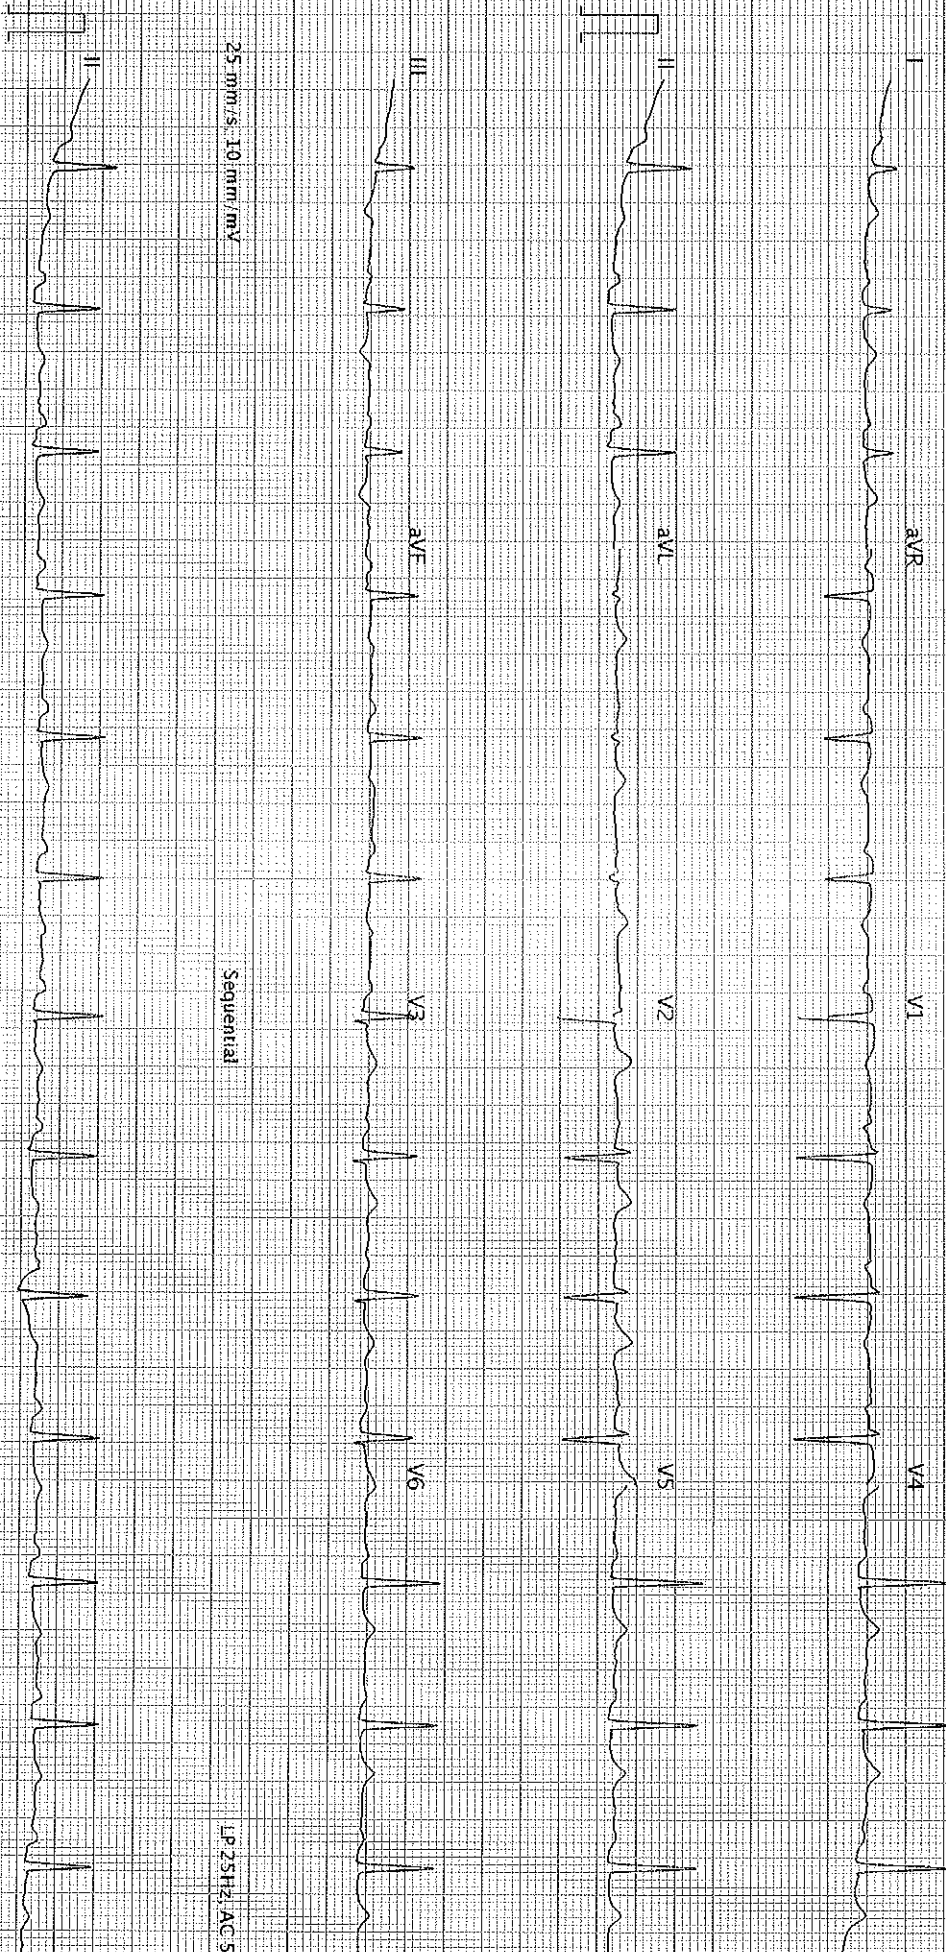 I aVR V1 V4
II aVL V2 V5
III aVF V3 V6
25 mm/s, 10 mm/mV Sequential LP 25Hz, AC 5
II